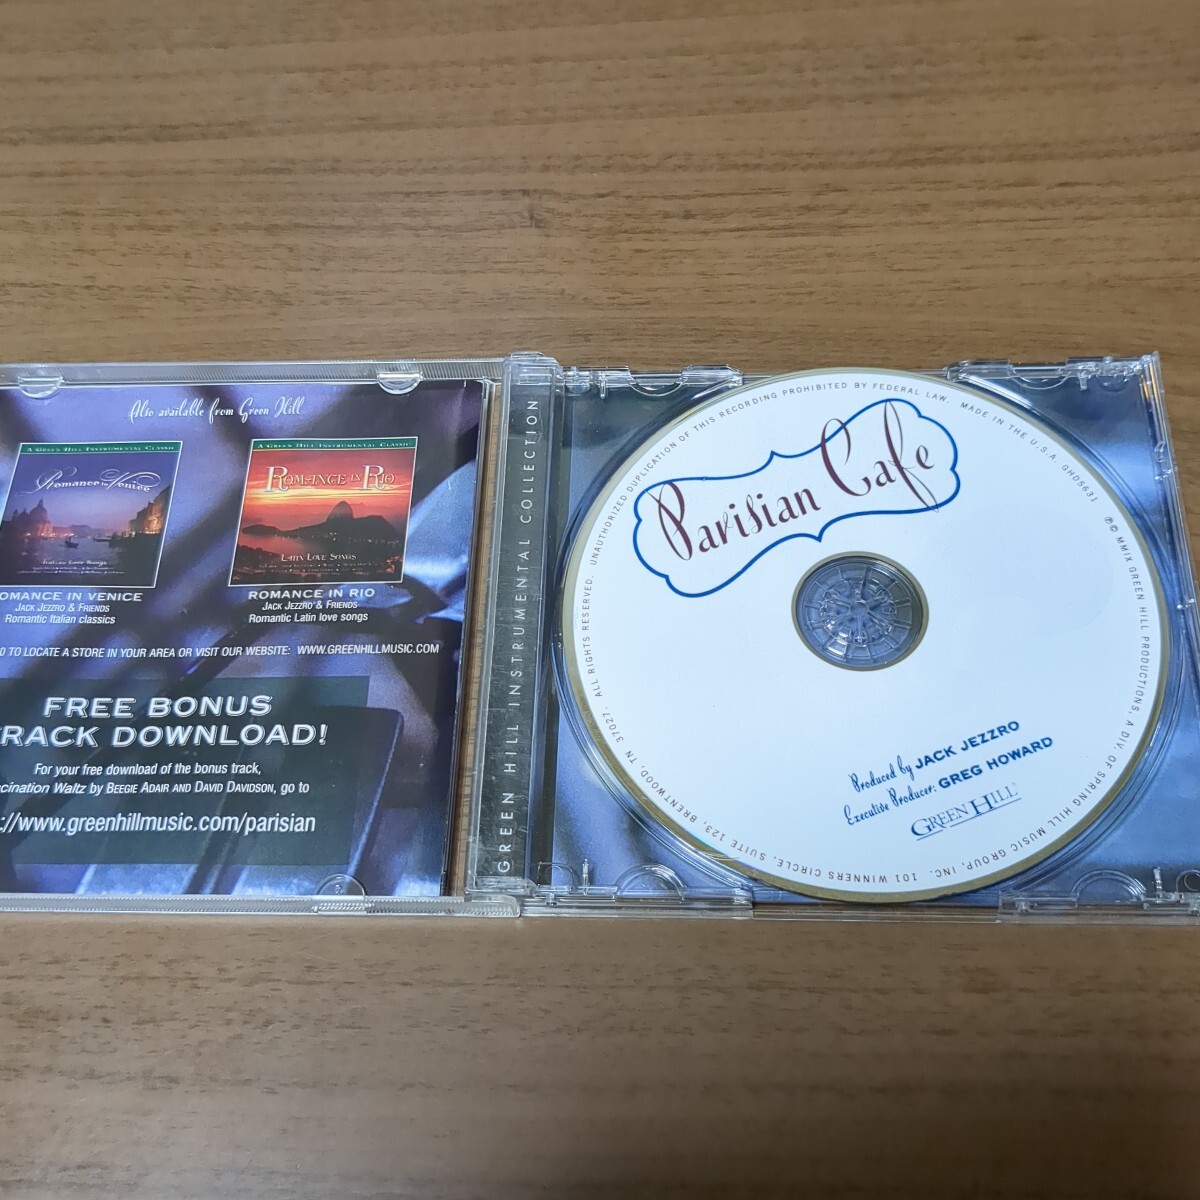 Also available from Green Hill
A GREEN HILL INSTRUMENTAL CLASSIC
Romance in Venice
Italian Love Songs
OMANCE IN VENICE
JACK JEZZRO & FRIENDS
Romantic Italian classics
A GREEN HILL INSTRUMENTAL CLASSIC
ROMANCE IN RIO
LATIN LOVE SONGS
ROMANCE IN RIO
JACK JEZZRO & FRIENDS
Romantic Latin love songs
TO LOCATE A STORE IN YOUR AREA OR VISIT OUR WEBSITE: WWW.GREENHILLMUSIC.COM
FREE BONUS
RACK DOWNLOAD!
For your free download of the bonus track,
scination Waltz by BEEGIE ADAIR AND DAVID DAVIDSON, go to
://www.greenhillmusic.com/parisian
GREEN HILL INSTRUMENTAL COLLECTION
Parisian Cafe
Produced by JACK JEZZRO
Executive Producer: GREG HOWARD
GREEN HILL
℗© MMIX GREEN HILL PRODUCTIONS, A DIV. OF SPRING HILL MUSIC GROUP, INC. 101 WINNERS CIRCLE, SUITE 123, BRENTWOOD, TN 37027. ALL RIGHTS RESERVED. UNAUTHORIZED DUPLICATION OF THIS RECORDING PROHIBITED BY FEDERAL LAW. MADE IN THE U.S.A. GHD5631